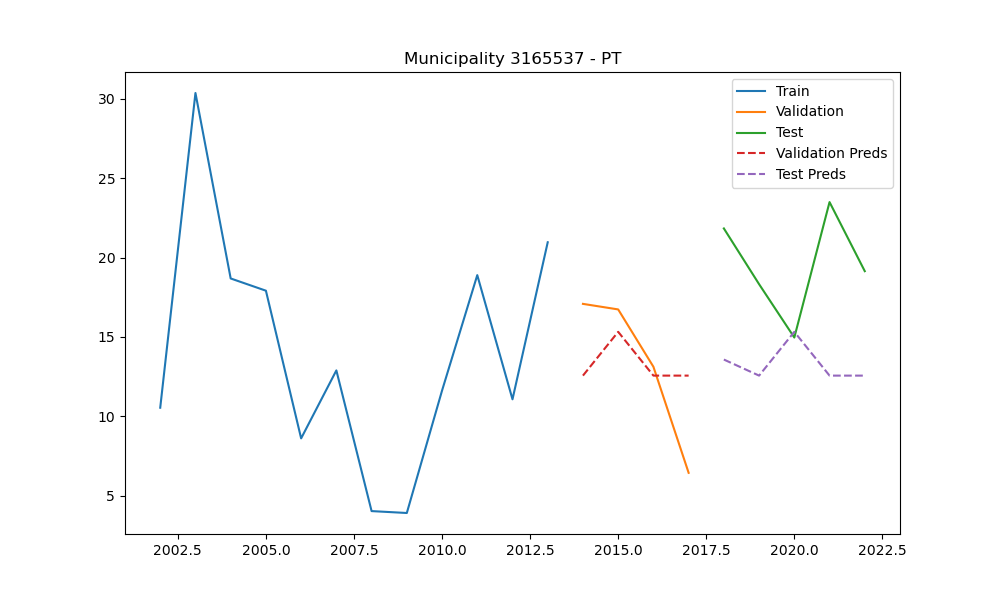 Municipality 3165537 - PT
Train
Validation
Test
Validation Preds
Test Preds
30
25
20
15
10
5
2002.5 2005.0 2007.5 2010.0 2012.5 2015.0 2017.5 2020.0 2022.5